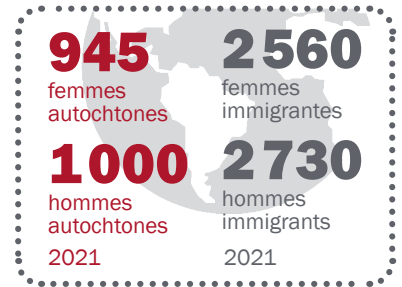 945
femmes
autochtones
1 000
hommes
autochtones
2021
2 560
femmes
immigrantes
2 730
hommes
immigrants
2021